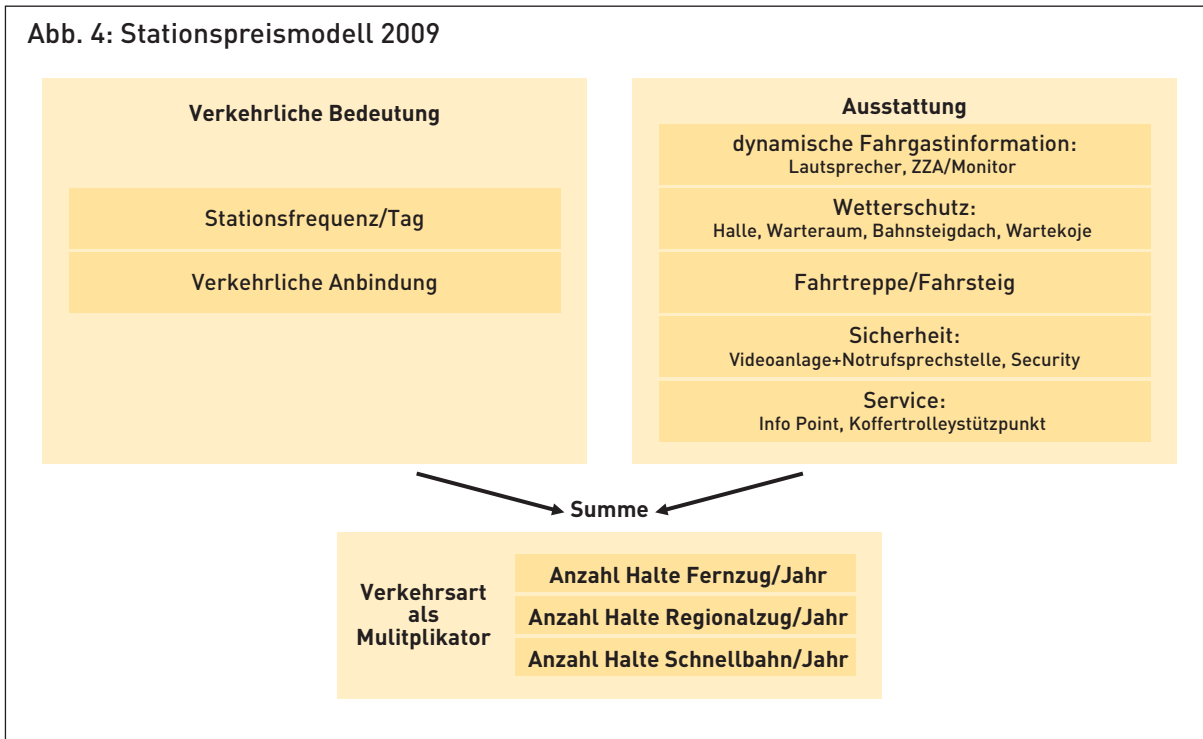 Abb. 4: Stationspreismodell 2009
Verkehrliche Bedeutung
Stationsfrequenz/Tag
Verkehrliche Anbindung
Ausstattung
dynamische Fahrgastinformation:
Lautsprecher, ZZA/Monitor
Wetterschutz:
Halle, Warteraum, Bahnsteigdach, Wartekoje
Fahrtreppe/Fahrsteig
Sicherheit:
Videoanlage+Notrufsprechstelle, Security
Service:
Info Point, Koffertrolleystützpunkt
Summe
Verkehrsart
als
Mulitplikator
Anzahl Halte Fernzug/Jahr
Anzahl Halte Regionalzug/Jahr
Anzahl Halte Schnellbahn/Jahr